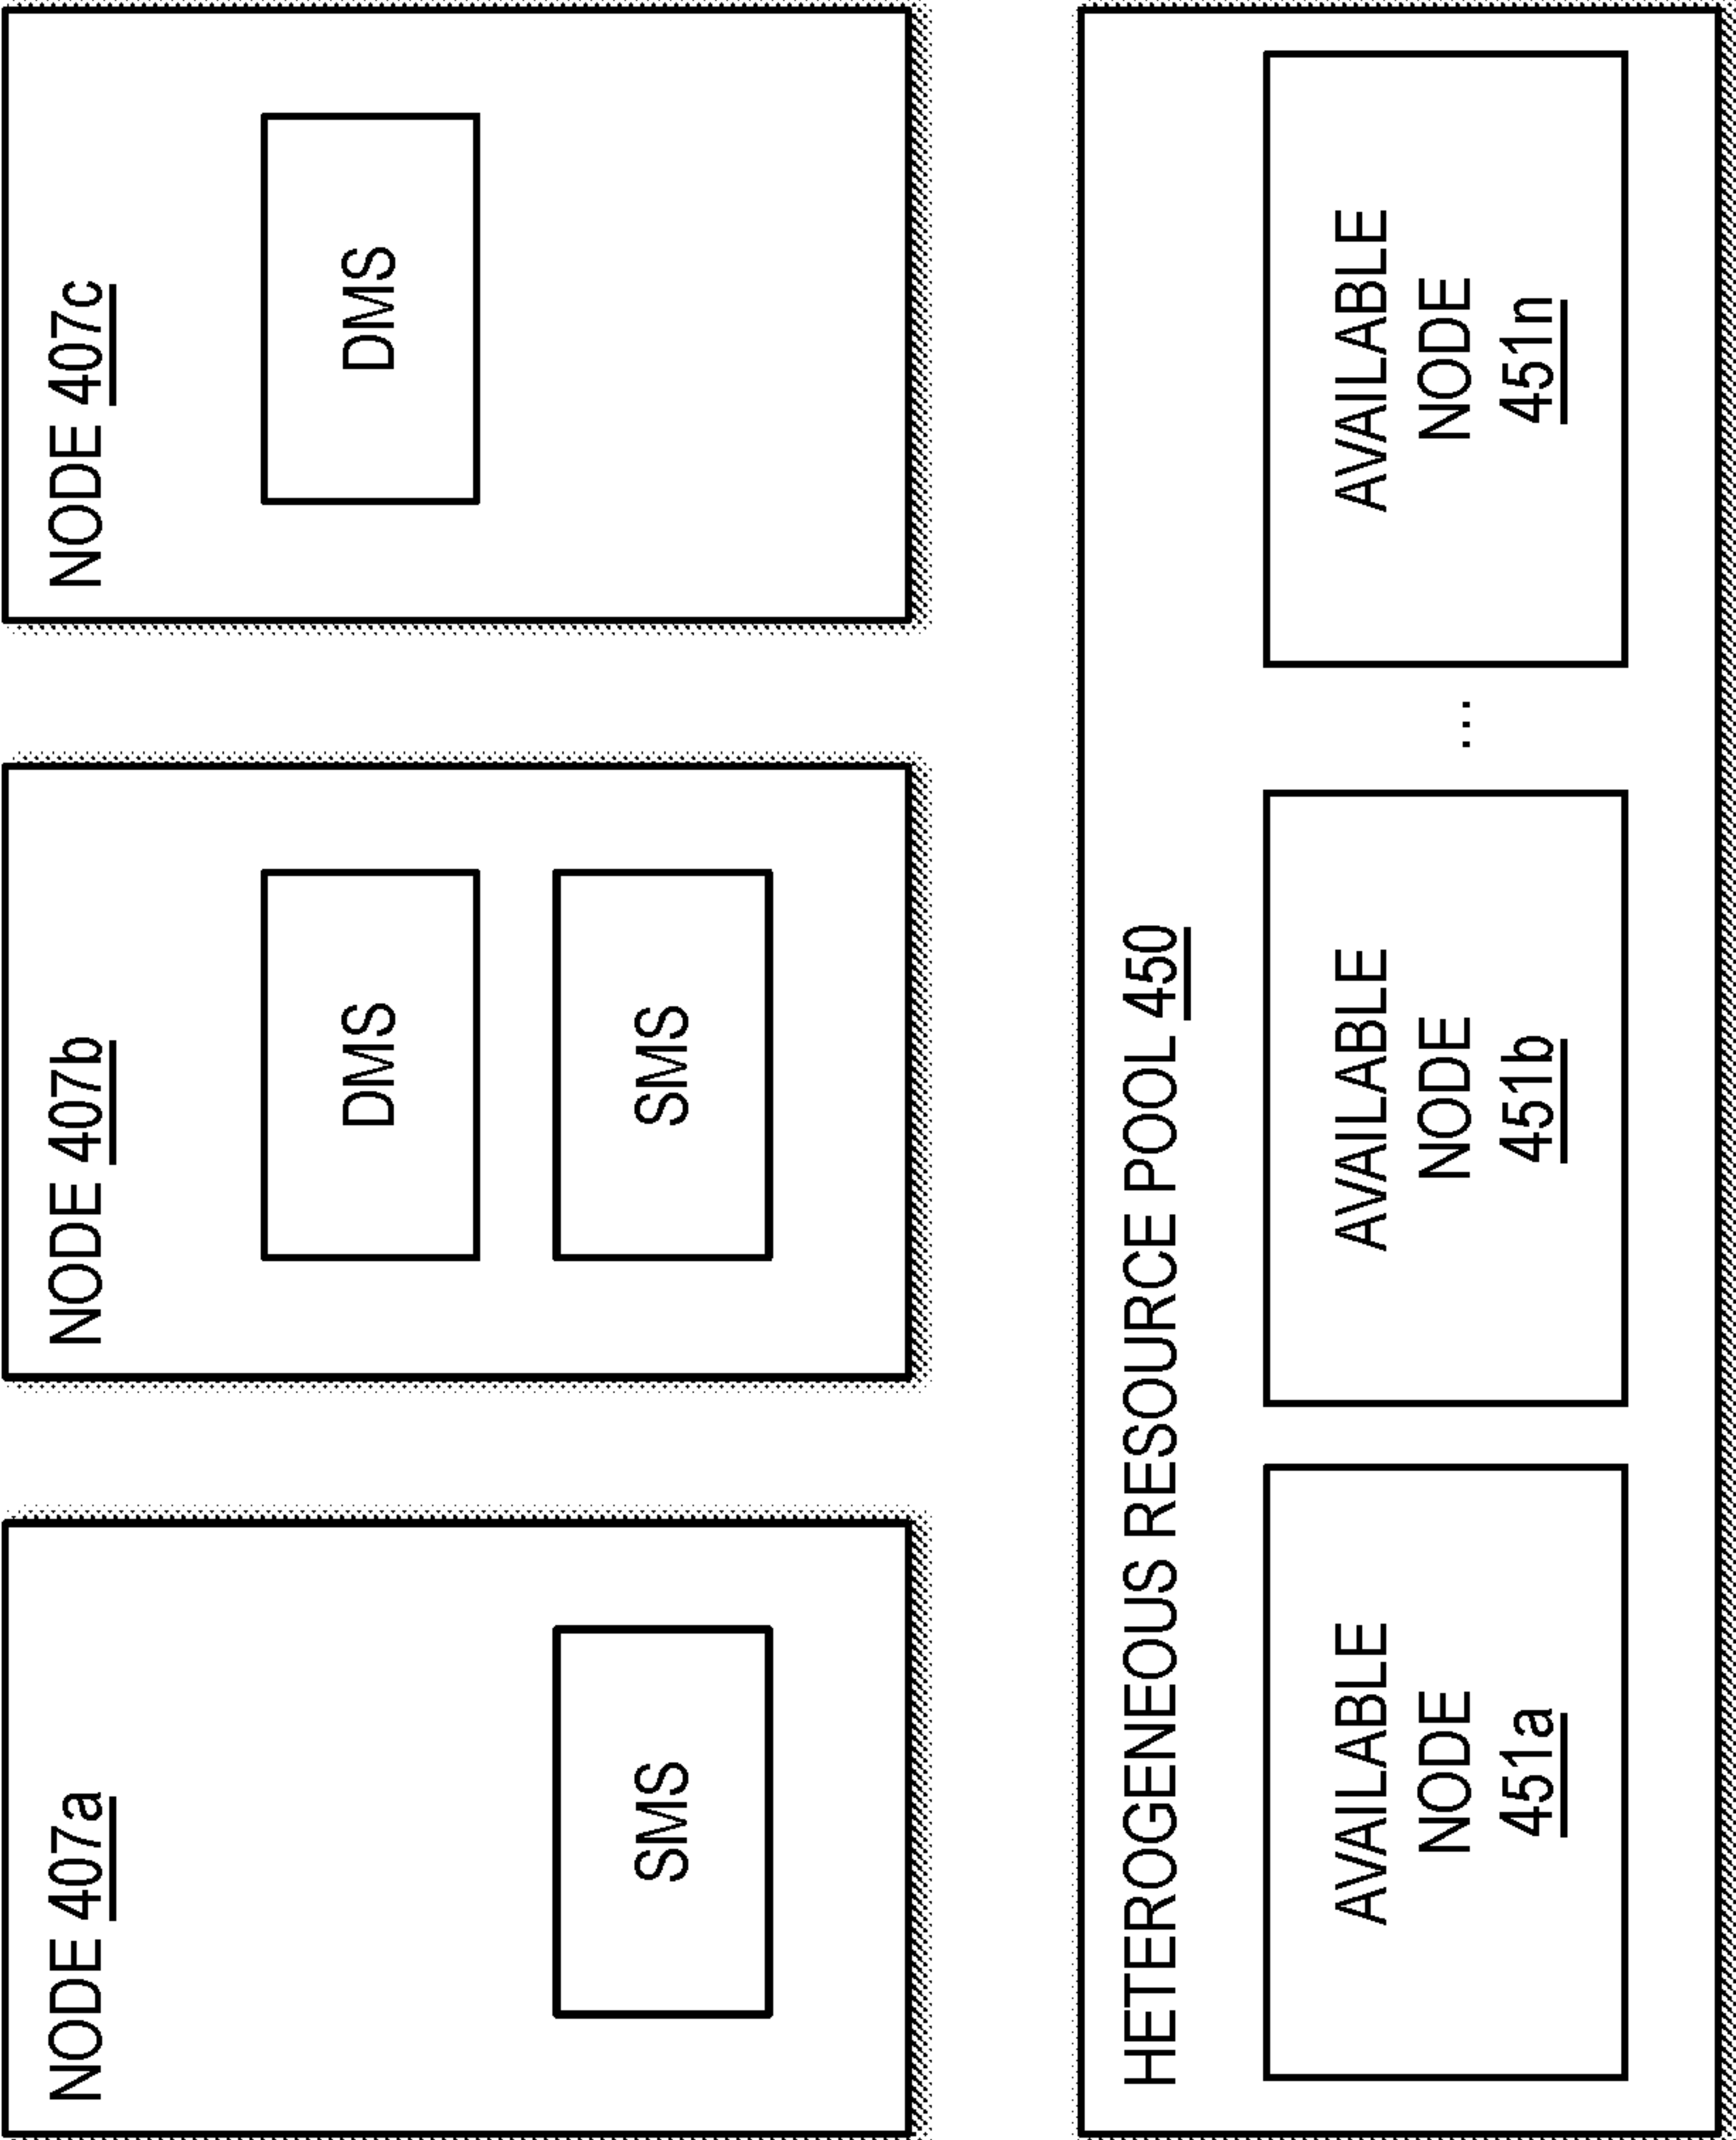 NODE 407a
SMS
NODE 407b
DMS
SMS
NODE 407c
DMS
HETEROGENEOUS RESOURCE POOL 450
AVAILABLE
NODE
451a
AVAILABLE
NODE
451b
...
AVAILABLE
NODE
451n